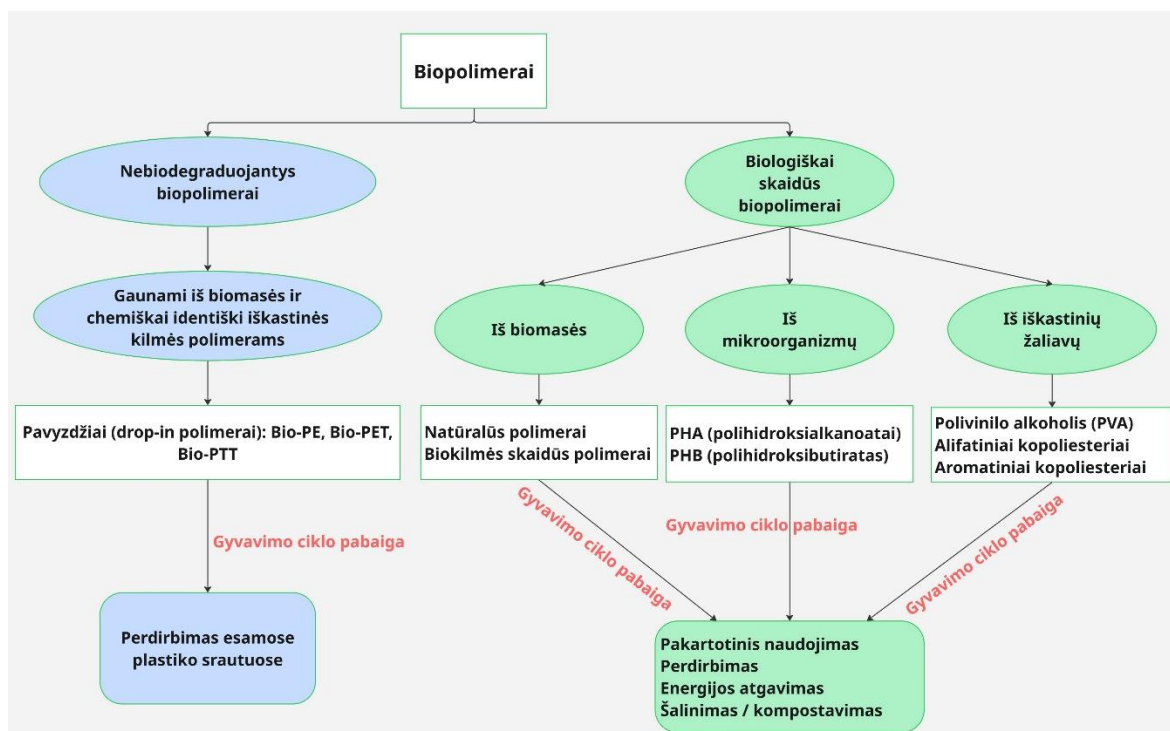 Biopolimerai
Nebiodegraduojantys
biopolimerai
Biologiškai
skaidūs
biopolimerai
Gaunami iš biomasės ir
chemiškai identiški iškastinės
kilmės polimerams
Iš biomasės
Iš
mikroorganizmų
Iš iškastinių
žaliavų
Pavyzdžiai (drop-in polimerai): Bio-PE, Bio-PET,
Bio-PTT
Natūralūs polimerai
Biokilmės skaidūs polimerai
PHA (polihidroksialkanoatai)
PHB (polihidroksibutiratas)
Polivinilo alkoholis (PVA)
Alifatiniai kopoliesteriai
Aromatiniai kopoliesteriai
Gyvavimo ciklo pabaiga
Gyvavimo ciklo pabaiga
Gyvavimo ciklo pabaiga
Gyvavimo ciklo pabaiga
Perdirbimas esamose
plastiko srautuose
Pakartotinis naudojimas
Perdirbimas
Energijos atgavimas
Šalinimas / kompostavimas